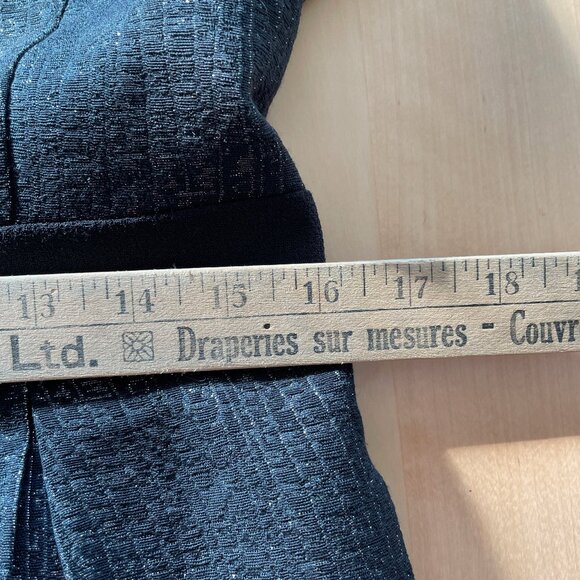 13 14 15 16 17 18
Ltd. Draperies sur mesures - Couvr